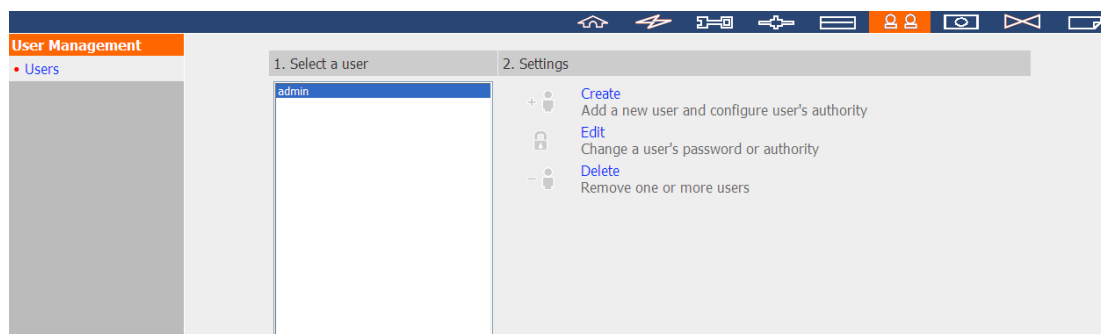 User Management
• Users
1. Select a user
2. Settings
admin
Create
Add a new user and configure user's authority
Edit
Change a user's password or authority
Delete
Remove one or more users